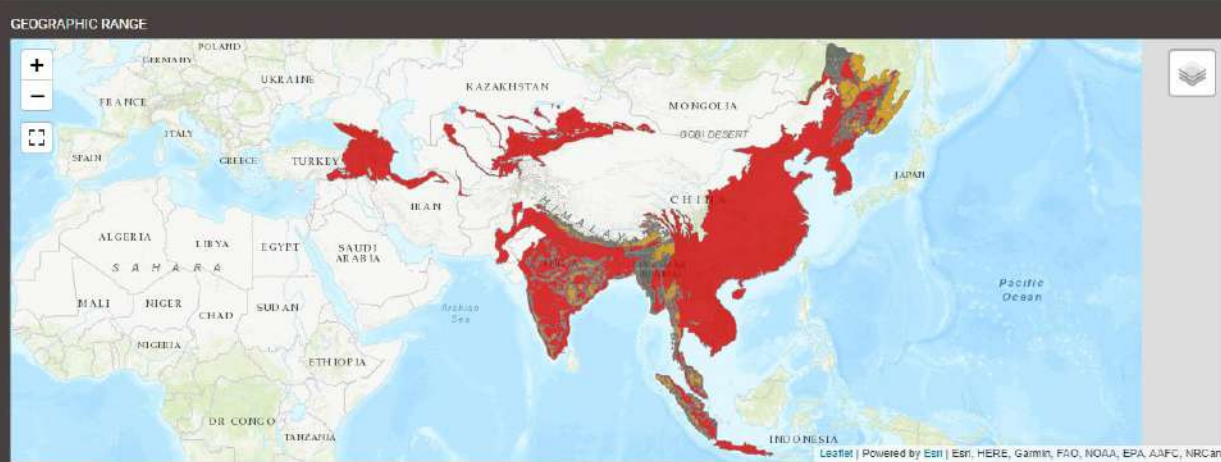 GEOGRAPHIC RANGE
+
−
POLAND
GERMANY
UKRAINE
FRANCE
KAZAKHSTAN
MONGOLIA
GOBI DESERT
ITALY
SPAIN
GREECE
TURKEY
JAPAN
CHINA
IRAN
HIMALAYA
ALGERIA
LIBYA
EGYPT
SAUDI
ARABIA
SAHARA
MALI
NIGER
CHAD
SUDAN
Arabian
Sea
Pacific
Ocean
NIGERIA
ETHIOPIA
DR CONGO
TANZANIA
INDONESIA
Leaflet | Powered by Esri | Esri, HERE, Garmin, FAO, NOAA, EPA, AAFC, NRCan